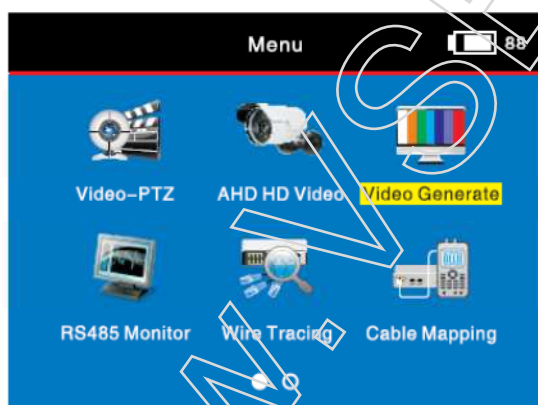 Menu 88
Video-PTZ AHD HD Video Video Generate
RS485 Monitor Wire Tracing Cable Mapping